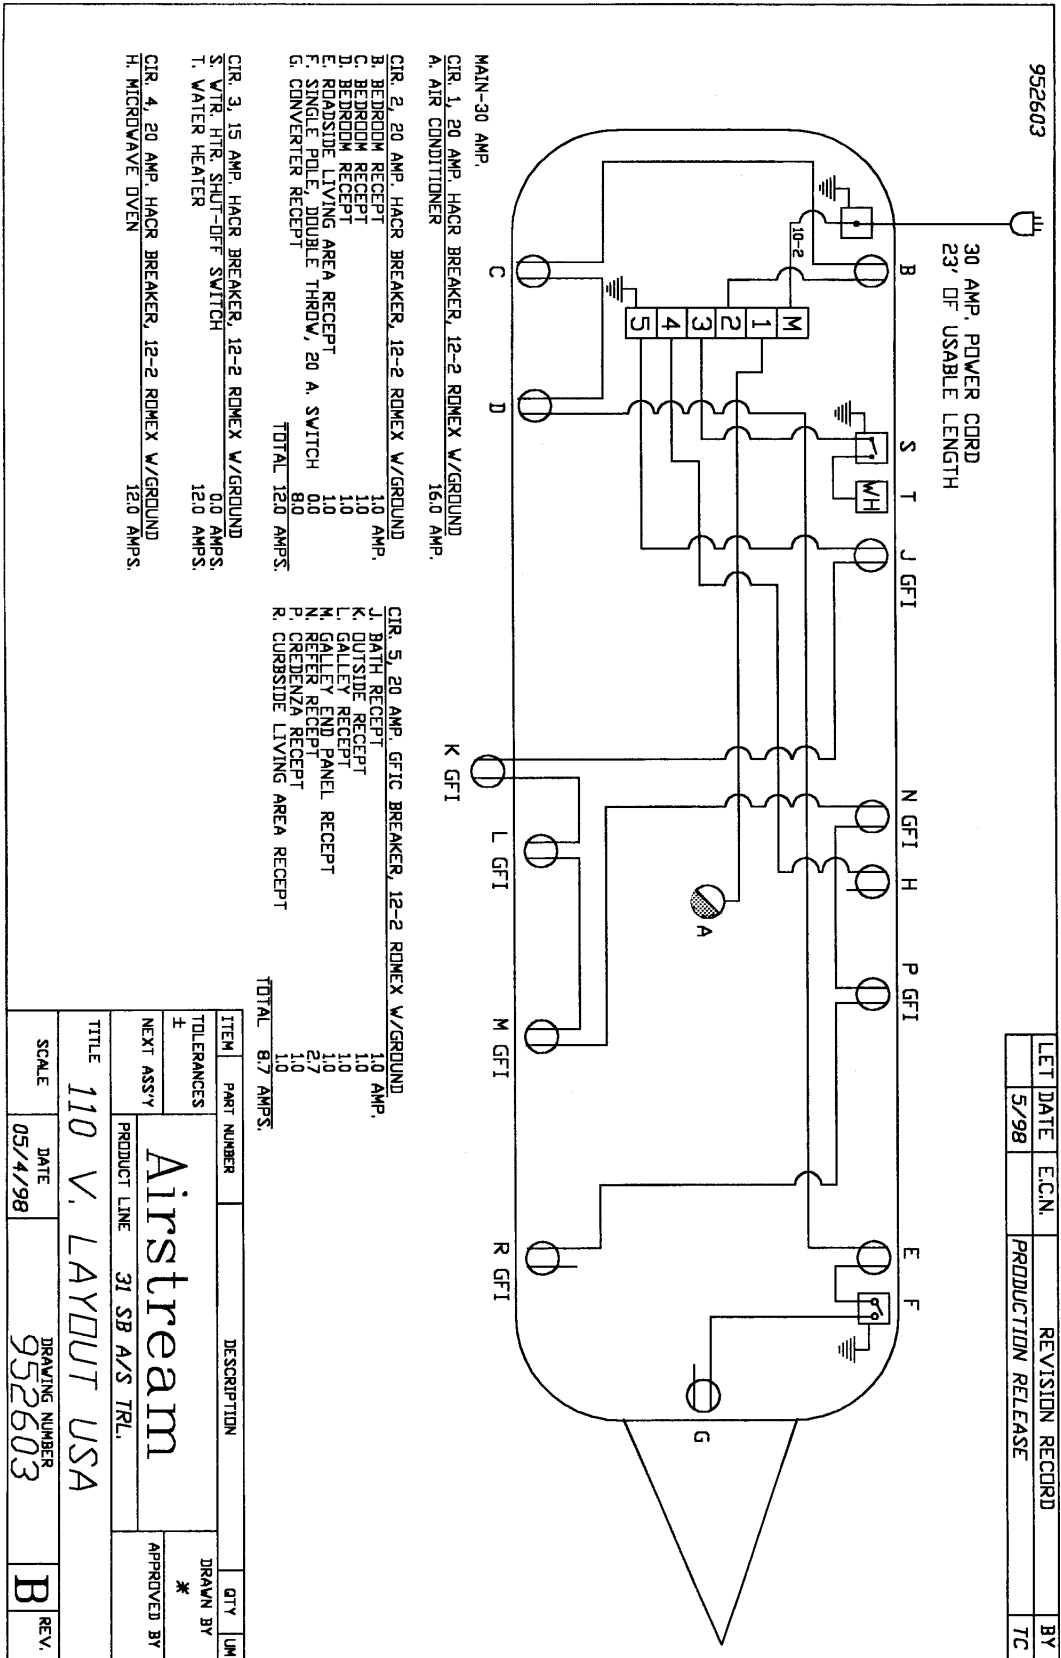 952603
30 AMP. POWER CORD
23' OF USABLE LENGTH
LET DATE E.C.N. REVISION RECORD BY
5/98 PRODUCTION RELEASE TC
B
S
T
J GFI
N GFI
H
P GFI
E
F
10-2
WH
M
1
2
3
4
5
A
G
C
D
K GFI
L GFI
M GFI
R GFI
MAIN-30 AMP.
CIR. 1, 20 AMP. HACR BREAKER, 12-2 ROMEX W/GROUND
A. AIR CONDITIONER 16.0 AMP.
CIR. 2, 20 AMP. HACR BREAKER, 12-2 ROMEX W/GROUND
B. BEDROOM RECEPT 1.0 AMP.
C. BEDROOM RECEPT 1.0
D. BEDROOM RECEPT 1.0
E. ROADSIDE LIVING AREA RECEPT 1.0
F. SINGLE POLE, DOUBLE THROW, 20 A. SWITCH 0.0
G. CONVERTER RECEPT 8.0
TOTAL 12.0 AMPS.
CIR. 3, 15 AMP. HACR BREAKER, 12-2 ROMEX W/GROUND
S. WTR. HTR. SHUT-OFF SWITCH 0.0 AMPS.
T. WATER HEATER 12.0 AMPS.
CIR. 4, 20 AMP. HACR BREAKER, 12-2 ROMEX W/GROUND
H. MICROWAVE OVEN 12.0 AMPS.
CIR. 5, 20 AMP. GFIC BREAKER, 12-2 ROMEX W/GROUND
J. BATH RECEPT 1.0 AMP.
K. OUTSIDE RECEPT 1.0
L. GALLEY RECEPT 1.0
M. GALLEY END PANEL RECEPT 1.0
N. REFER RECEPT 2.7
P. CREDENZA RECEPT 1.0
R. CURBSIDE LIVING AREA RECEPT 1.0
TOTAL 8.7 AMPS.
ITEM PART NUMBER DESCRIPTION QTY UM
TOLERANCES
±
Airstream
DRAWN BY
*
NEXT ASS'Y
PRODUCT LINE 31 SB A/S TRL.
APPROVED BY
TITLE 110 V. LAYOUT USA
SCALE
DATE
05/4/98
DRAWING NUMBER
952603
B
REV.